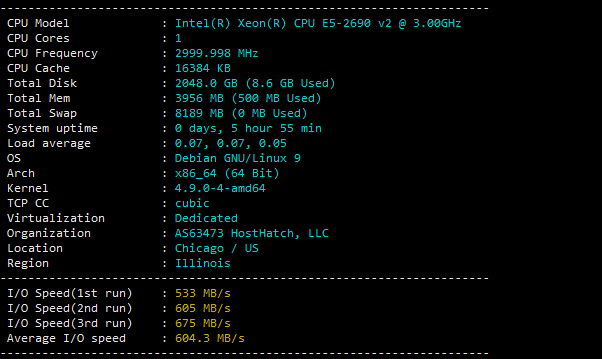 ----------------------------------------------------------------------
CPU Model : Intel(R) Xeon(R) CPU E5-2690 v2 @ 3.00GHz
CPU Cores : 1
CPU Frequency : 2999.998 MHz
CPU Cache : 16384 KB
Total Disk : 2048.0 GB (8.6 GB Used)
Total Mem : 3956 MB (500 MB Used)
Total Swap : 8189 MB (0 MB Used)
System uptime : 0 days, 5 hour 55 min
Load average : 0.07, 0.07, 0.05
OS : Debian GNU/Linux 9
Arch : x86_64 (64 Bit)
Kernel : 4.9.0-4-amd64
TCP CC : cubic
Virtualization : Dedicated
Organization : AS63473 HostHatch, LLC
Location : Chicago / US
Region : Illinois
----------------------------------------------------------------------
I/O Speed(1st run) : 533 MB/s
I/O Speed(2nd run) : 605 MB/s
I/O Speed(3rd run) : 675 MB/s
Average I/O speed : 604.3 MB/s
----------------------------------------------------------------------